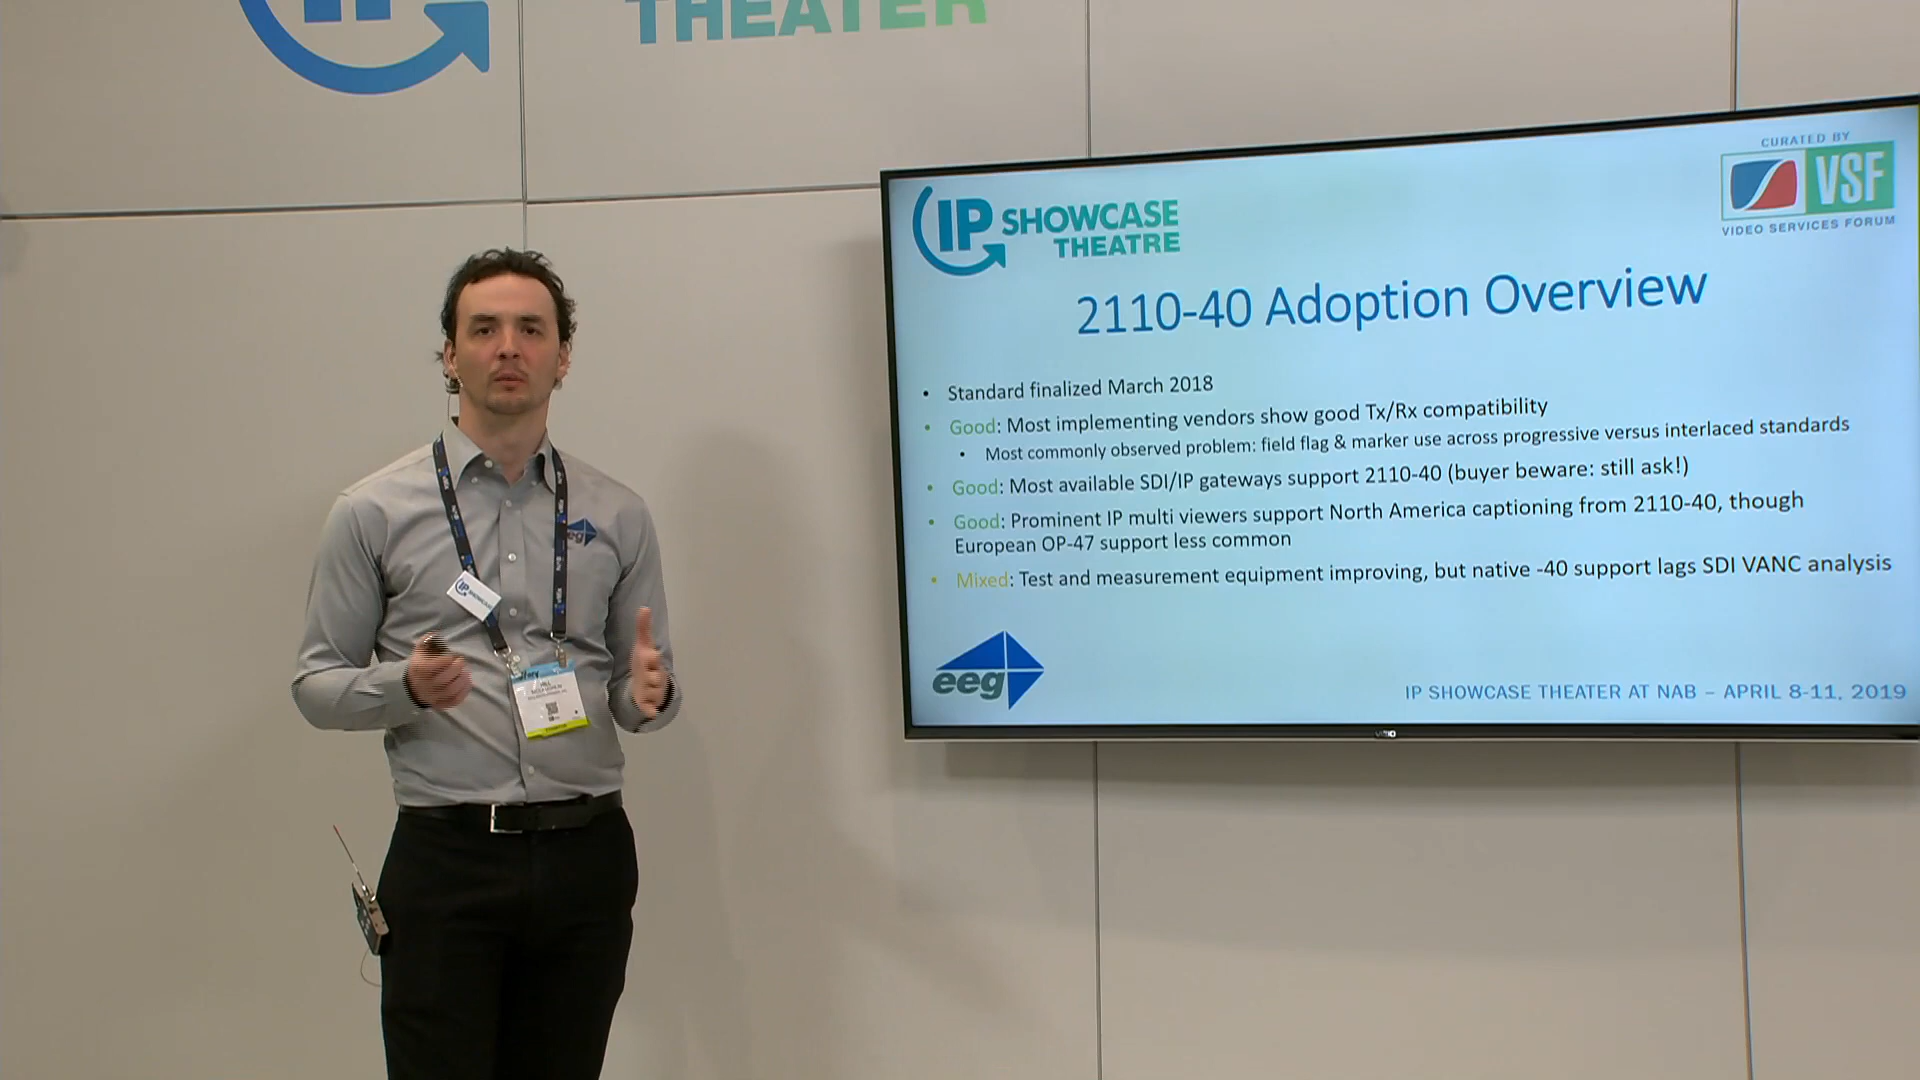 IP
THEATER
CURATED BY
VSF
VIDEO SERVICES FORUM
IP SHOWCASE
THEATRE
2110-40 Adoption Overview
• Standard finalized March 2018
• Good: Most implementing vendors show good Tx/Rx compatibility
• Most commonly observed problem: field flag & marker use across progressive versus interlaced standards
• Good: Most available SDI/IP gateways support 2110-40 (buyer beware: still ask!)
• Good: Prominent IP multi viewers support North America captioning from 2110-40, though
European OP-47 support less common
• Mixed: Test and measurement equipment improving, but native -40 support lags SDI VANC analysis
eeg
IP SHOWCASE THEATER AT NAB – APRIL 8-11, 2019
VIZIO
eeg
IP SHOWCASE